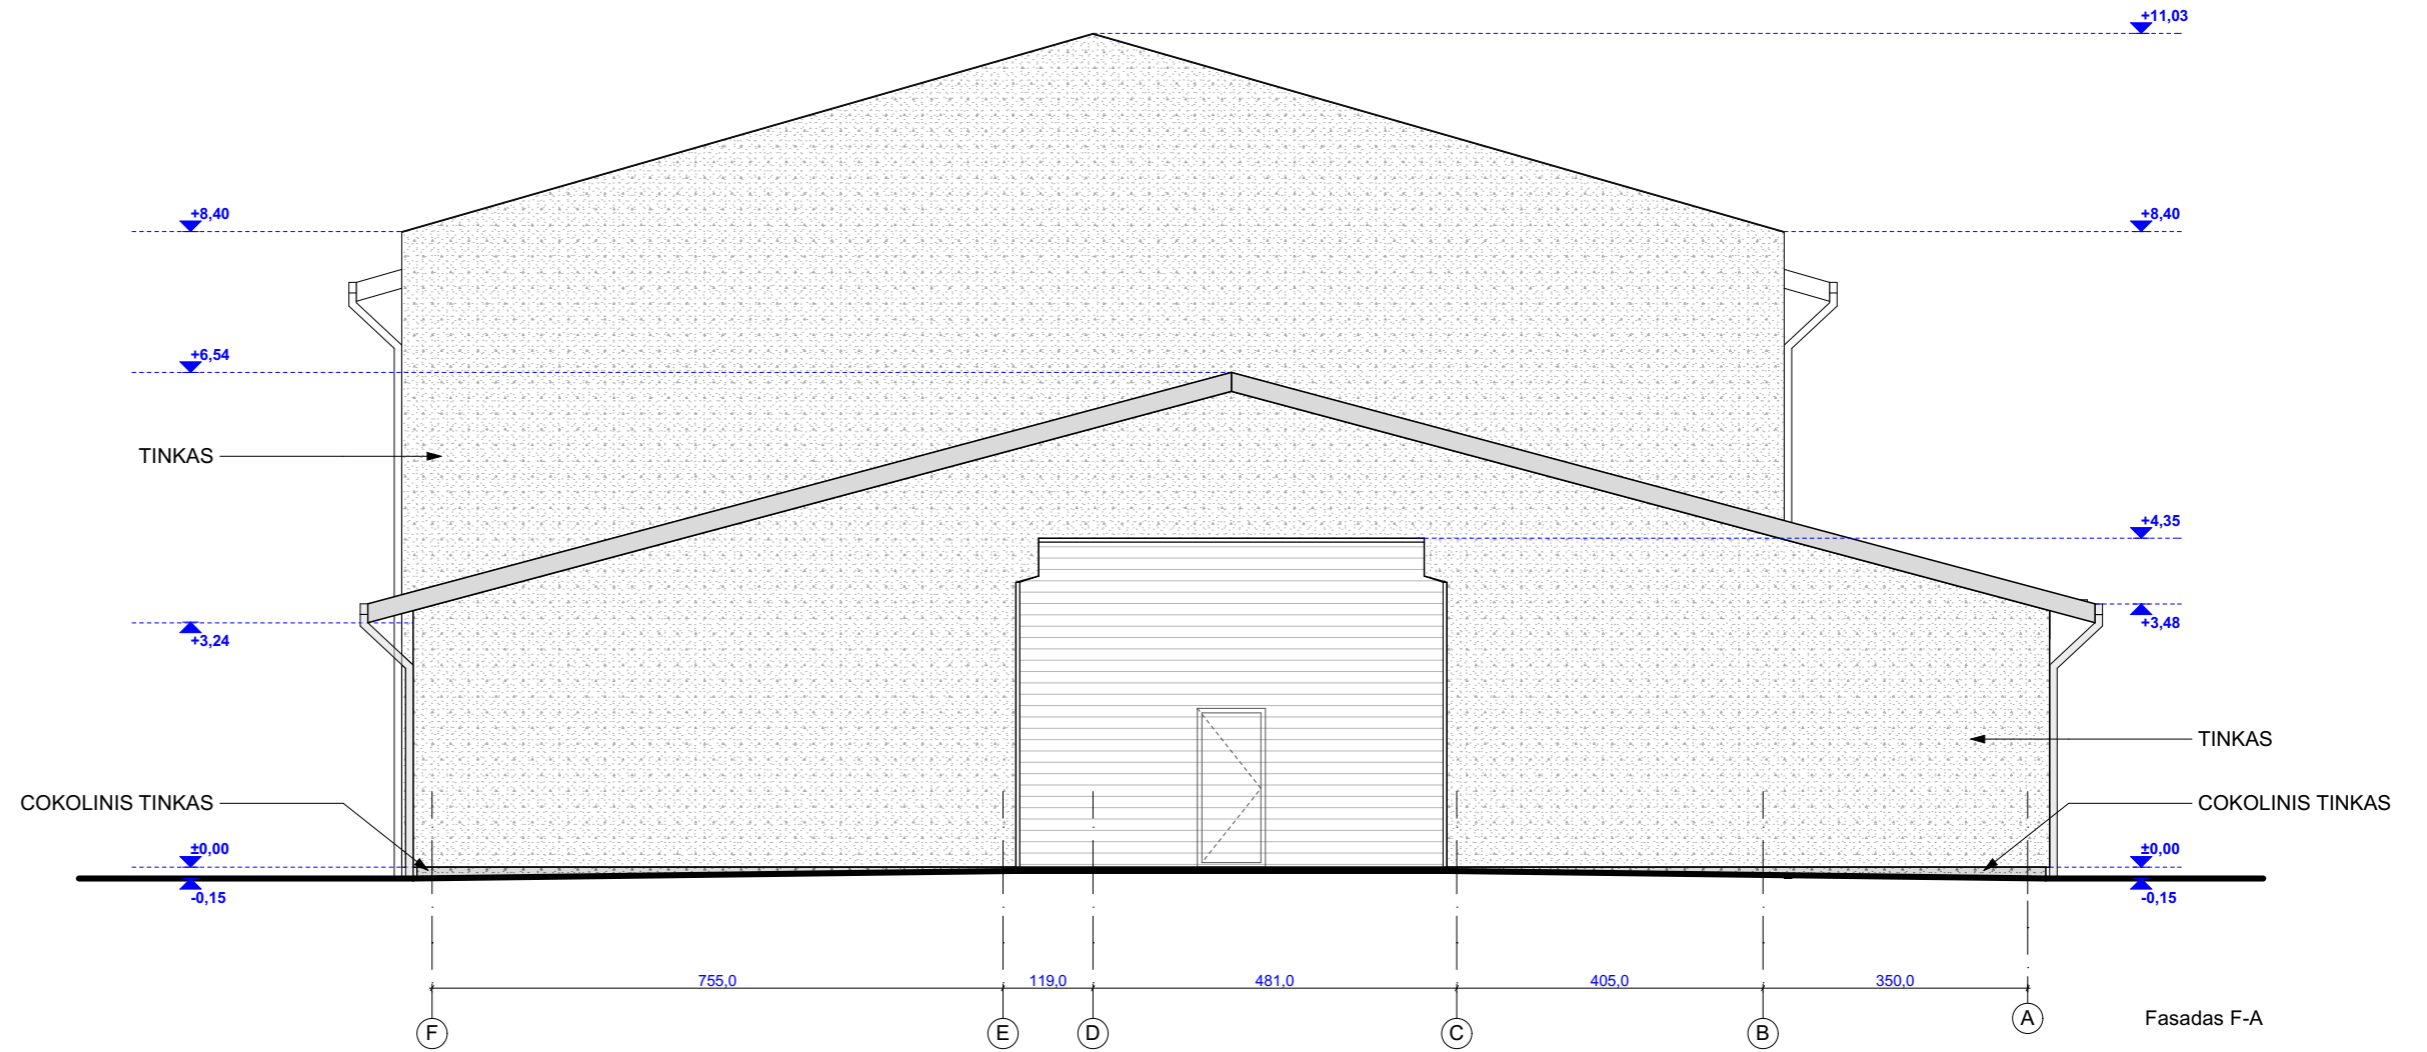 +11,03
+8,40
+8,40
+6,54
TINKAS
+4,35
+3,24
+3,48
TINKAS
COKOLINIS TINKAS
COKOLINIS TINKAS
±0,00
±0,00
-0,15
-0,15
755,0 119,0 481,0 405,0 350,0
F E D C B A
Fasadas F-A